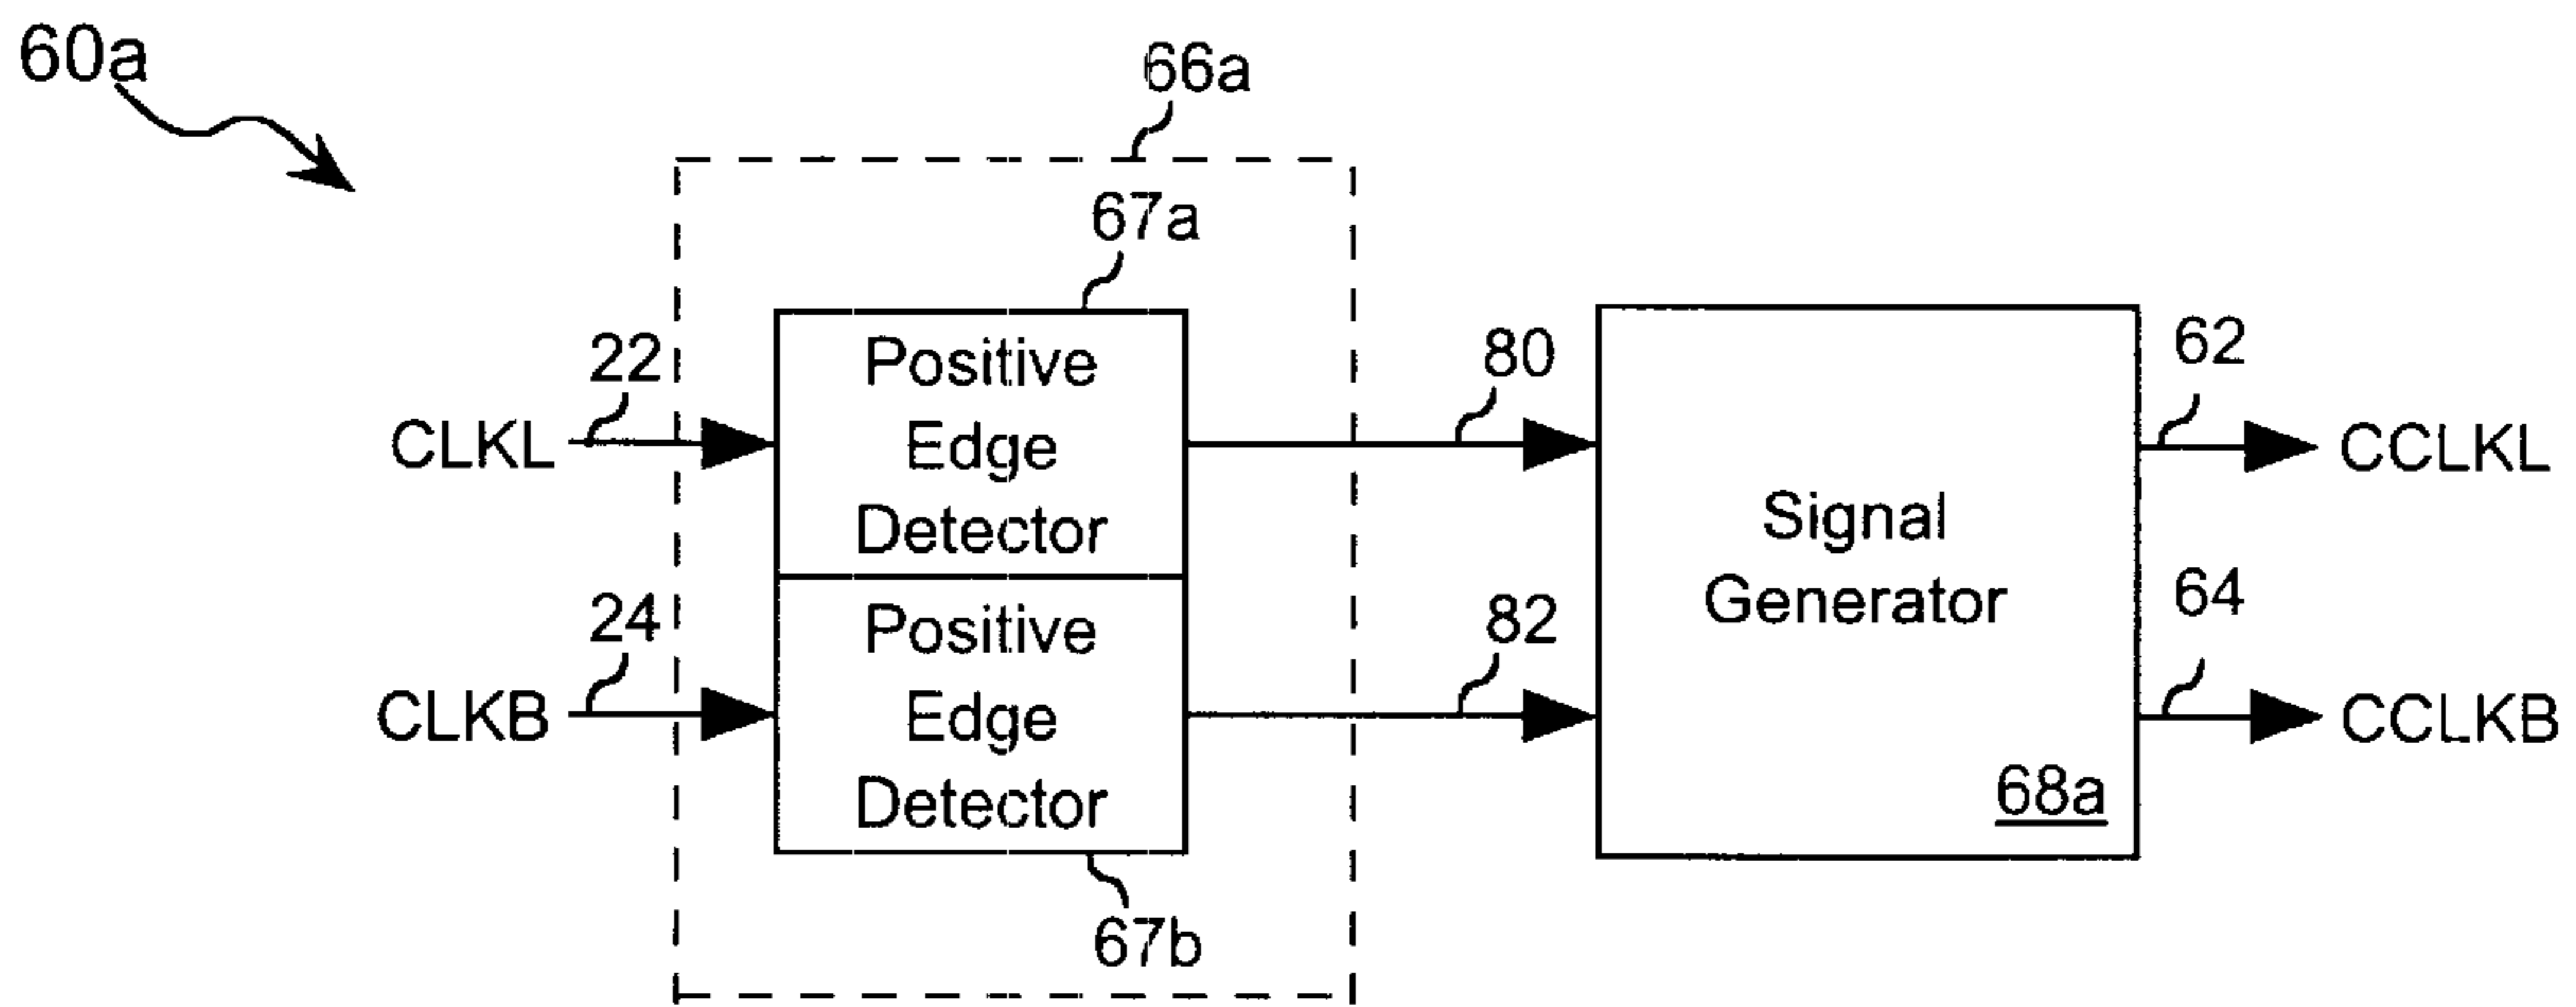 60a
66a
67a
Positive
Edge
Detector
22
CLKL
80
62
CCLKL
Signal
Generator
24
CLKB
Positive
Edge
Detector
82
64
CCLKB
68a
67b